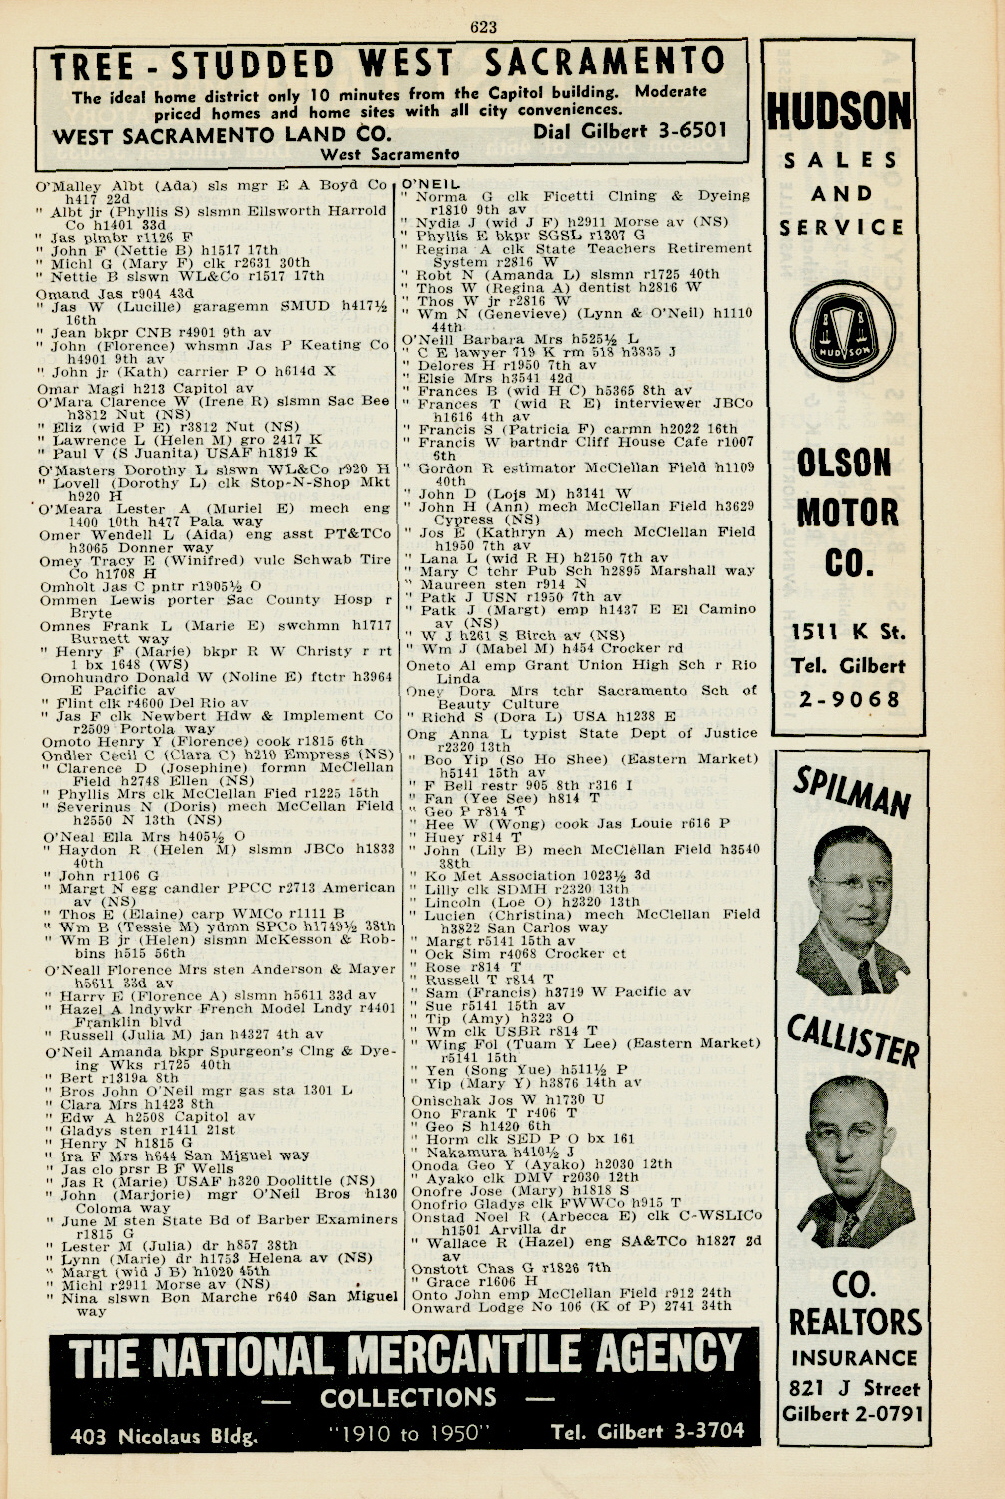 623
TREE - STUDDED WEST SACRAMENTO
The ideal home district only 10 minutes from the Capitol building. Moderate
priced homes and home sites with all city conveniences.
WEST SACRAMENTO LAND CO. Dial Gilbert 3-6501
West Sacramento
O'Malley Albt (Ada) sls mgr E A Boyd Co
h417 22d
" Albt jr (Phyllis S) slsmn Ellsworth Harrold
Co h1401 33d
" Jas plmbr r1126 F
" John F (Nettie B) h1517 17th
" Michl G (Mary F) clk r2631 30th
" Nettie B slswn WL&Co r1517 17th
Omand Jas r904 43d
" Jas W (Lucille) garagemn SMUD h417½
16th
" Jean bkpr CNB r4901 9th av
" John (Florence) whsmn Jas P Keating Co
h4901 9th av
" John jr (Kath) carrier P O h614d X
Omar Magi h213 Capitol av
O'Mara Clarence W (Irene R) slsmn Sac Bee
h3812 Nut (NS)
" Eliz (wid P E) r3812 Nut (NS)
" Lawrence L (Helen M) gro 2417 K
" Paul V (S Juanita) USAF h1819 K
O'Masters Dorothy L slswn WL&Co r920 H
" Lovell (Dorothy L) clk Stop-N-Shop Mkt
h920 H
O'Meara Lester A (Muriel E) mech eng
1400 10th h477 Pala way
Omer Wendell L (Aida) eng asst PT&TCo
h3065 Donner way
Omey Tracy E (Winifred) vulc Schwab Tire
Co h1708 H
Omholt Jas C pntr r1905½ O
Ommen Lewis porter Sac County Hosp r
Bryte
Omnes Frank L (Marie E) swchmn h1717
Burnett way
" Henry F (Marie) bkpr R W Christy r rt
1 bx 1648 (WS)
Omohundro Donald W (Noline E) ftctr h3964
E Pacific av
" Flint clk r4600 Del Rio av
" Jas F clk Newbert Hdw & Implement Co
r2509 Portola way
Omoto Henry Y (Florence) cook r1815 6th
Ondler Cecil C (Clara C) h210 Empress (NS)
" Clarence D (Josephine) formn McClellan
Field h2748 Ellen (NS)
" Phyllis Mrs clk McClellan Fied r1225 15th
" Severinus N (Doris) mech McCellan Field
h2550 N 13th (NS)
O'Neal Ella Mrs h405½ O
" Haydon R (Helen M) slsmn JBCo h1833
40th
" John r1106 G
" Margt N egg candler PPCC r2713 American
av (NS)
" Thos E (Elaine) carp WMCo r1111 B
" Wm B (Tessie M) ydmn SPCo h1749½ 38th
" Wm B jr (Helen) slsmn McKesson & Rob-
bins h515 56th
O'Neall Florence Mrs sten Anderson & Mayer
h5611 33d av
" Harry E (Florence A) slsmn h5611 33d av
" Hazel A lndywkr French Model Lndy r4401
Franklin blvd
" Russell (Julia M) jan h4327 4th av
O'Neil Amanda bkpr Spurgeon's Clng & Dye-
ing Wks r1725 40th
" Bert r1319a 8th
" Bros John O'Neil mgr gas sta 1301 L
" Clara Mrs h1423 8th
" Edw A h2508 Capitol av
" Gladys sten r1411 21st
" Henry N h1815 G
" Ira F Mrs h644 San Miguel way
" Jas clo prsr B F Wells
" Jas R (Marie) USAF h320 Doolittle (NS)
" John (Marjorie) mgr O'Neil Bros h130
Coloma way
" June M sten State Bd of Barber Examiners
r1815 G
" Lester M (Julia) dr h857 38th
" Lynn (Marie) dr h1753 Helena av (NS)
" Margt (wid J B) h1020 45th
" Michl r2911 Morse av (NS)
" Nina slswn Bon Marche r640 San Miguel
way
O'NEIL
" Norma G clk Ficetti Clning & Dyeing
r1810 9th av
" Nydia J (wid J F) h2911 Morse av (NS)
" Phyllis E bkpr SGSL r1307 G
" Regina A clk State Teachers Retirement
System r2816 W
" Robt N (Amanda L) slsmn r1725 40th
" Thos W (Regina A) dentist h2816 W
" Thos W jr r2816 W
" Wm N (Genevieve) (Lynn & O'Neil) h1110
44th
O'Neill Barbara Mrs h525½ L
" C E lawyer 719 K rm 518 h3835 J
" Delores H r1950 7th av
" Elsie Mrs h3541 42d
" Frances B (wid H C) h5365 8th av
" Frances T (wid R E) interviewer JBCo
h1616 4th av
" Francis S (Patricia F) carmn h2022 16th
" Francis W bartndr Cliff House Cafe r1007
6th
" Gordon R estimator McClellan Field h1109
40th
" John D (Lois M) h3141 W
" John H (Ann) mech McClellan Field h3629
Cypress (NS)
" Jos E (Kathryn A) mech McClellan Field
h1950 7th av
" Lana L (wid R H) h2150 7th av
" Mary C tchr Pub Sch h2895 Marshall way
" Maureen sten r914 N
" Patk J USN r1950 7th av
" Patk J (Margt) emp h1437 E El Camino
av (NS)
" W J h261 S Birch av (NS)
" Wm J (Mabel M) h454 Crocker rd
Oneto Al emp Grant Union High Sch r Rio
Linda
Oney Dora Mrs tchr Sacramento Sch of
Beauty Culture
" Richd S (Dora L) USA h1238 E
Ong Anna L typist State Dept of Justice
r2320 13th
" Boo Yip (So Ho Shee) (Eastern Market)
h5141 15th av
" F Bell restr 905 8th r316 I
" Fan (Yee See) h814 T
" Geo P r814 T
" Hee W (Wong) cook Jas Louie r616 P
" Huey r814 T
" John (Lily B) mech McClellan Field h3540
38th
" Ko Met Association 1023½ 3d
" Lilly clk SDMH r2320 13th
" Lincoln (Loe O) h2320 13th
" Lucien (Christina) mech McClellan Field
h3822 San Carlos way
" Margt r5141 15th av
" Ock Sim r4068 Crocker ct
" Rose r814 T
" Russell T r814 T
" Sam (Francis) h3719 W Pacific av
" Sue r5141 15th av
" Tip (Amy) h323 O
" Wm clk USBR r814 T
" Wing Fol (Tuam Y Lee) (Eastern Market)
r5141 15th
" Yen (Song Yue) h511½ P
" Yip (Mary Y) h3876 14th av
Onischak Jos W h1730 U
Ono Frank T r406 T
" Geo S h1420 6th
" Horm clk SED P O bx 161
" Nakamura h410½ J
Onoda Geo Y (Ayako) h2030 12th
" Ayako clk DMV r2030 12th
Onofre Jose (Mary) h1818 S
Onofrio Gladys clk FWWCo h915 T
Onstad Noel R (Arbecca E) clk C-WSLICo
h1501 Arvilla dr
" Wallace R (Hazel) eng SA&TCo h1827 2d
av
Onstott Chas G r1826 7th
" Grace r1606 H
Onto John emp McClellan Field r912 24th
Onward Lodge No 106 (K of P) 2741 34th
HUDSON
SALES
AND
SERVICE
HUDSON
OLSON
MOTOR
CO.
1511 K St.
Tel. Gilbert
2-9068
SPILMAN
CALLISTER
CO.
REALTORS
INSURANCE
821 J Street
Gilbert 2-0791
THE NATIONAL MERCANTILE AGENCY
— COLLECTIONS —
403 Nicolaus Bldg. "1910 to 1950" Tel. Gilbert 3-3704